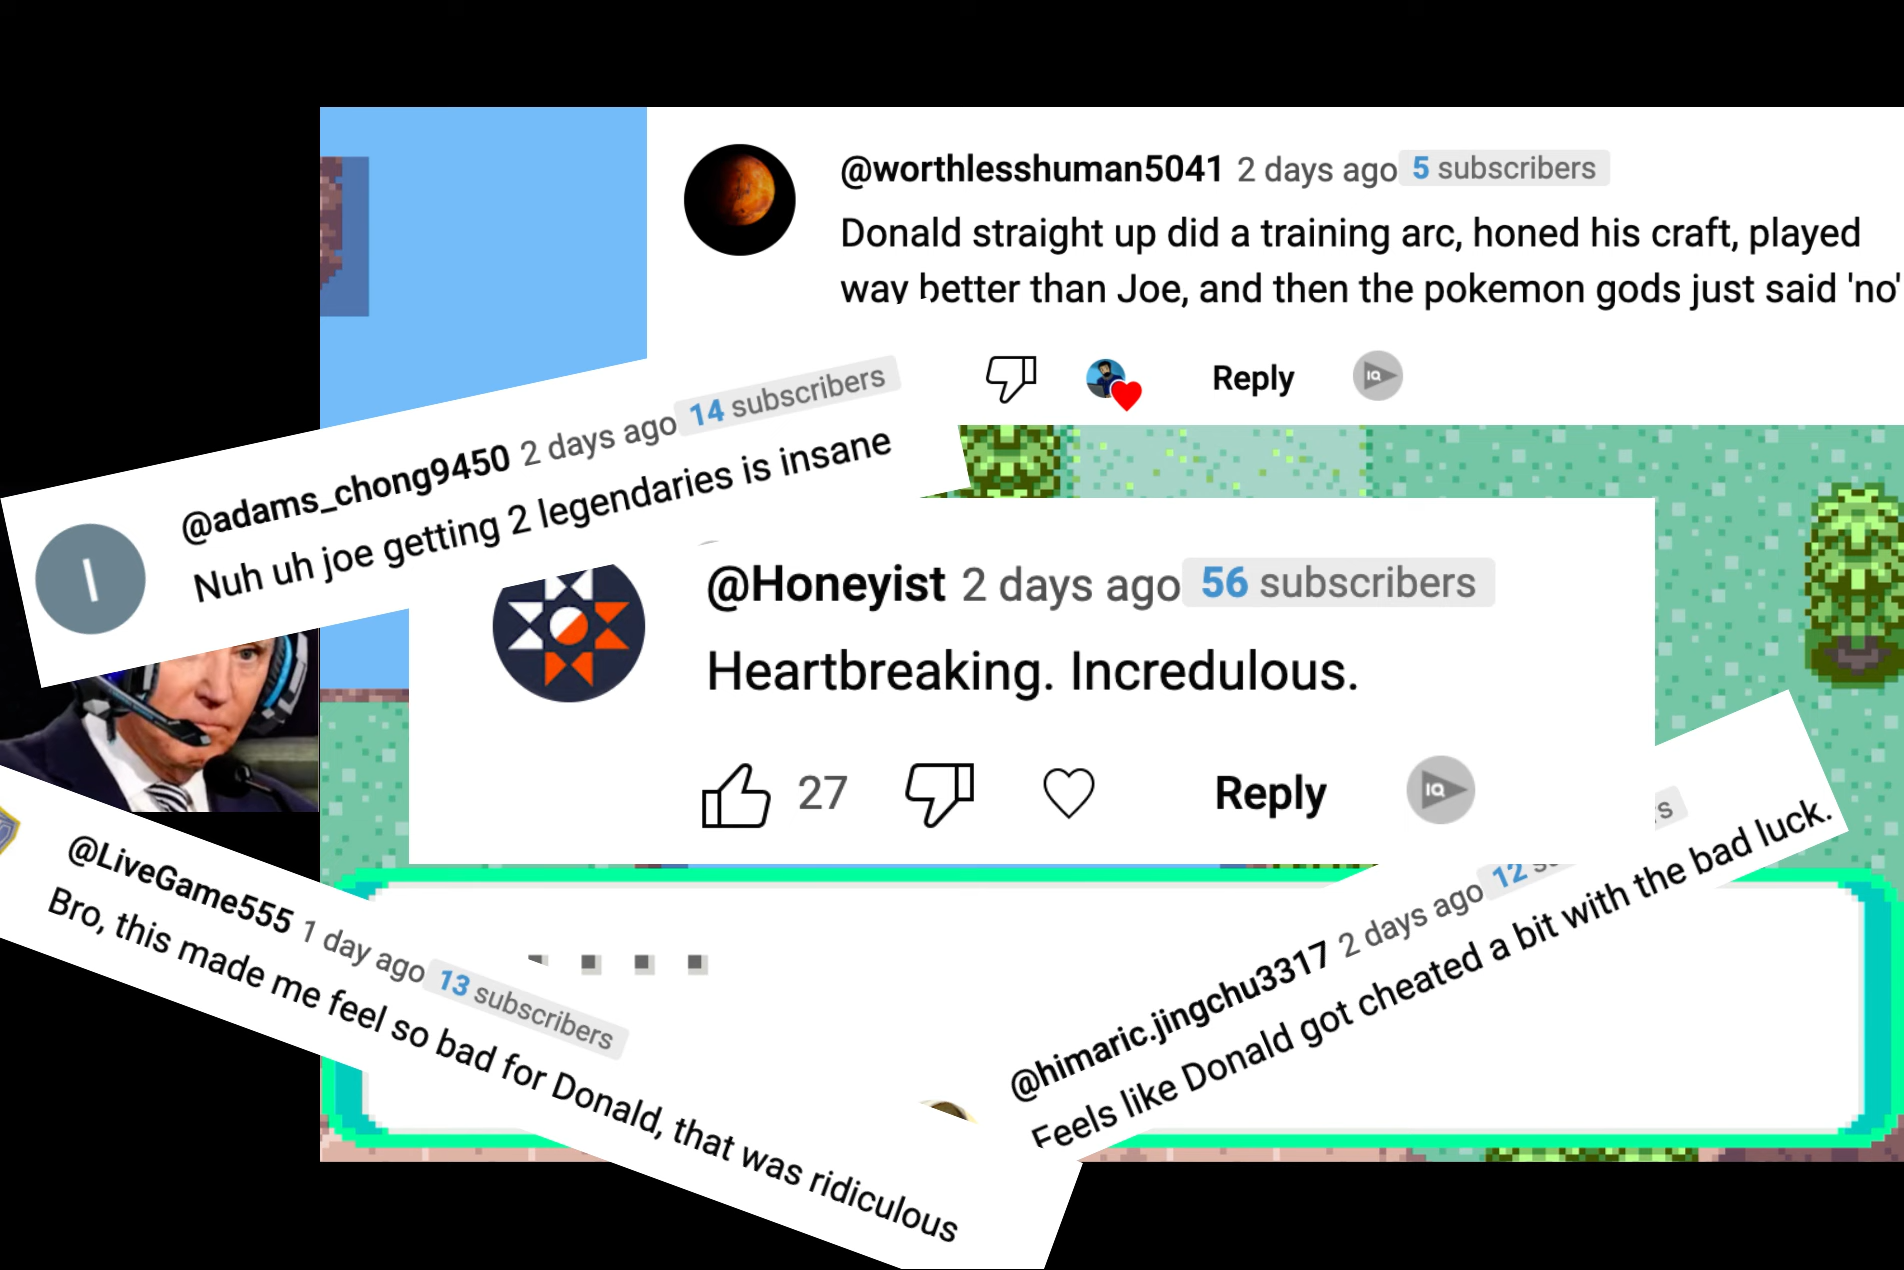 @worthlesshuman5041 2 days ago 5 subscribers
Donald straight up did a training arc, honed his craft, played
way better than Joe, and then the pokemon gods just said 'no'
Reply
IQ
@adams_chong9450 2 days ago 14 subscribers
I
Nuh uh joe getting 2 legendaries is insane
@Honeyist 2 days ago 56 subscribers
Heartbreaking. Incredulous.
27
Reply
IQ
@LiveGame555 1 day ago 13 subscribers
Bro, this made me feel so bad for Donald, that was ridiculous
@himaric.jingchu3317 2 days ago 12
Feels like Donald got cheated a bit with the bad luck.
....